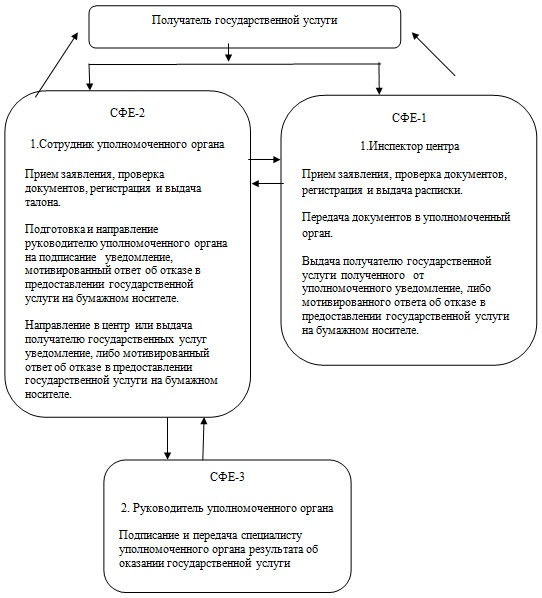 Получатель государственной услуги
СФЕ-2
1.Сотрудник уполномоченного органа
Прием заявления, проверка
документов, регистрация и выдача
талона.
Подготовка и направление
руководителю уполномоченного органа
на подписание уведомление,
мотивированный ответ об отказе в
предоставлении государственной
услуги на бумажном носителе.
Направление в центр или выдача
получателю государственных услуг
уведомление, либо мотивированный
ответ об отказе в предоставлении
государственной услуги на бумажном
носителе.
СФЕ-1
1.Инспектор центра
Прием заявления, проверка документов,
регистрация и выдача расписки.
Передача документов в уполномоченный
орган.
Выдача получателю государственной
услуги полученного от
уполномоченного уведомление, либо
мотивированного ответа об отказе в
предоставлении государственной услуги
на бумажном носителе.
СФЕ-3
2. Руководитель уполномоченного органа
Подписание и передача специалисту
уполномоченного органа результата об
оказании государственной услуги